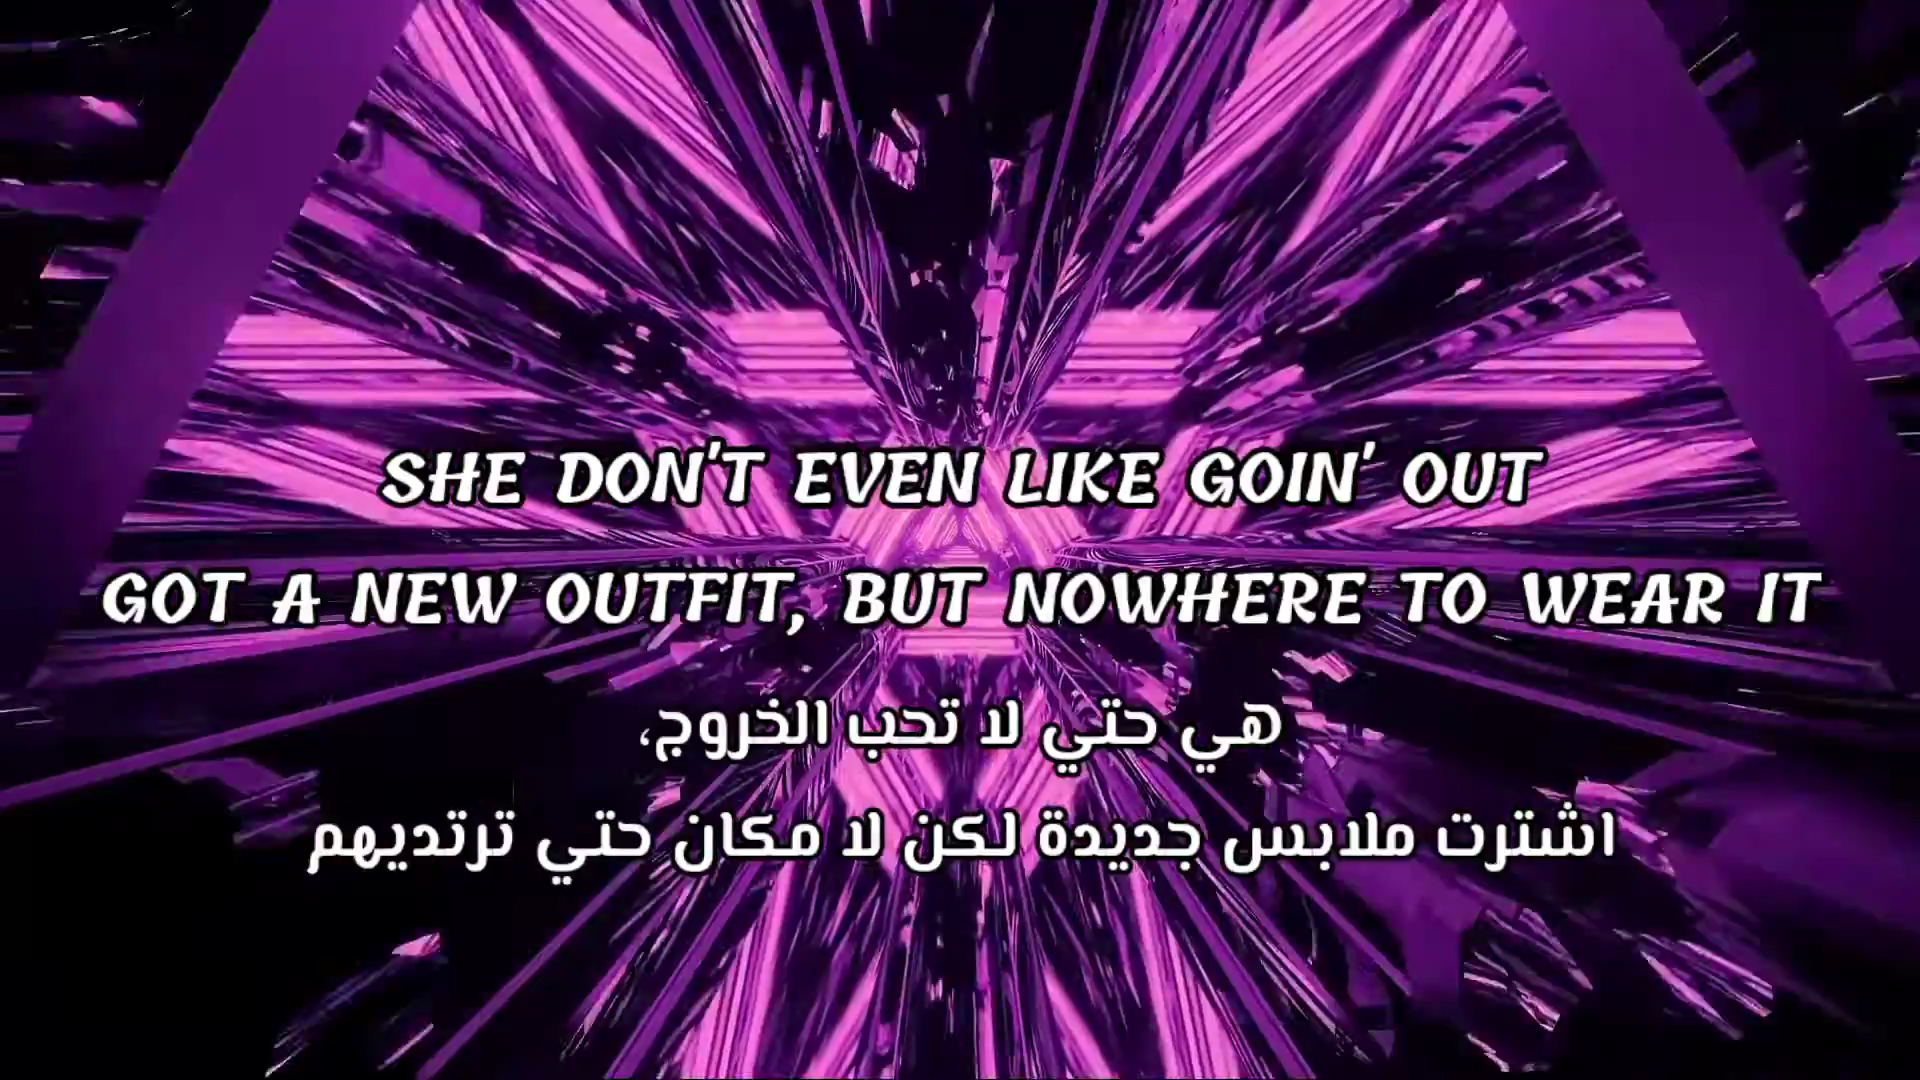 SHE DON'T EVEN LIKE GOIN' OUT
GOT A NEW OUTFIT, BUT NOWHERE TO WEAR IT
هي حتي لا تحب الخروج،
اشترت ملابس جديدة لكن لا مكان حتي ترتديهم